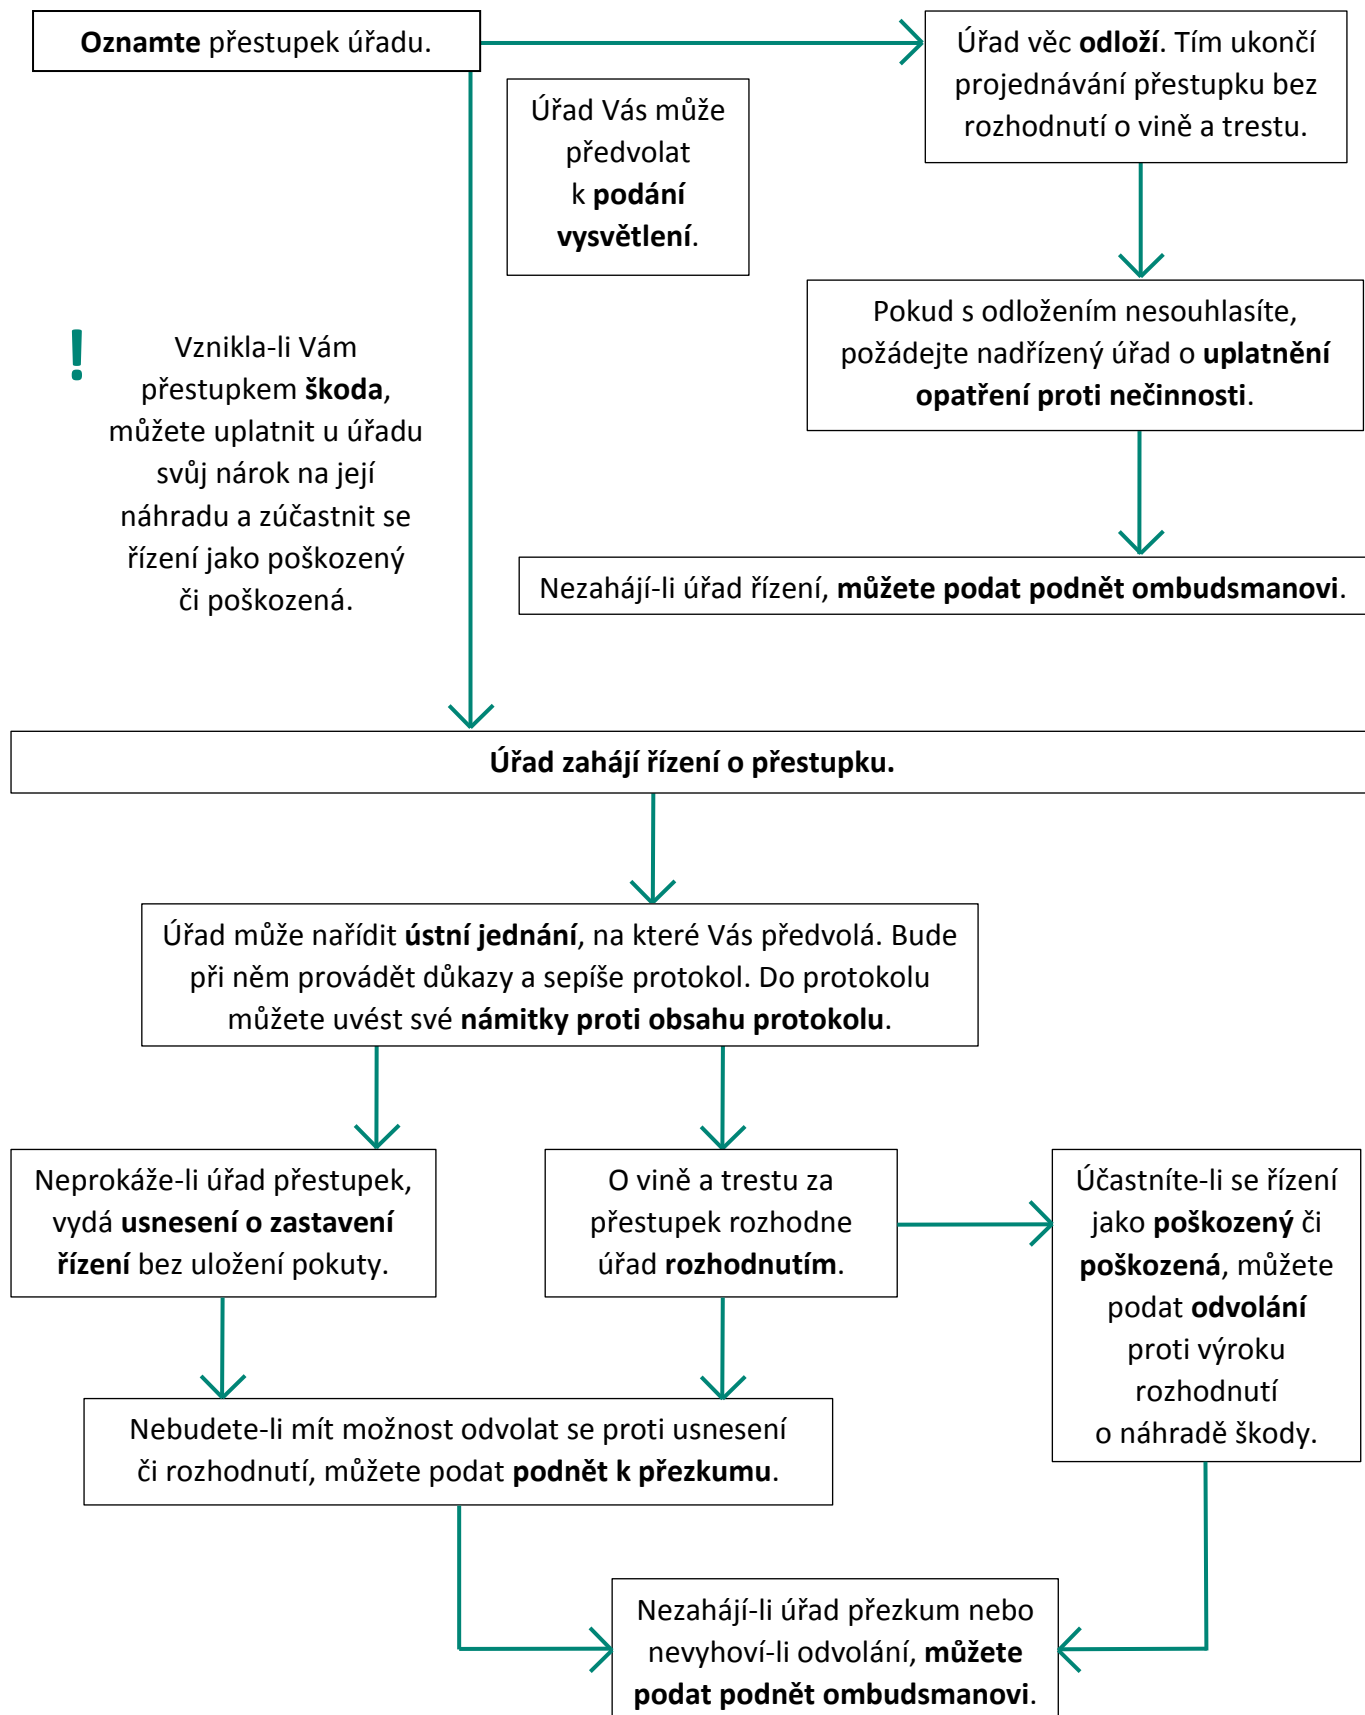 Oznamte přestupek úřadu.
Úřad věc odloží. Tím ukončí
projednávání přestupku bez
rozhodnutí o vině a trestu.
Úřad Vás může
předvolat
k podání
vysvětlení.
Pokud s odložením nesouhlasíte,
požádejte nadřízený úřad o uplatnění
opatření proti nečinnosti.
!
Vznikla-li Vám
přestupkem škoda,
můžete uplatnit u úřadu
svůj nárok na její
náhradu a zúčastnit se
řízení jako poškozený
či poškozená.
Nezahájí-li úřad řízení, můžete podat podnět ombudsmanovi.
Úřad zahájí řízení o přestupku.
Úřad může nařídit ústní jednání, na které Vás předvolá. Bude
při něm provádět důkazy a sepíše protokol. Do protokolu
můžete uvést své námitky proti obsahu protokolu.
Neprokáže-li úřad přestupek,
vydá usnesení o zastavení
řízení bez uložení pokuty.
O vině a trestu za
přestupek rozhodne
úřad rozhodnutím.
Účastníte-li se řízení
jako poškozený či
poškozená, můžete
podat odvolání
proti výroku
rozhodnutí
o náhradě škody.
Nebudete-li mít možnost odvolat se proti usnesení
či rozhodnutí, můžete podat podnět k přezkumu.
Nezahájí-li úřad přezkum nebo
nevyhoví-li odvolání, můžete
podat podnět ombudsmanovi.